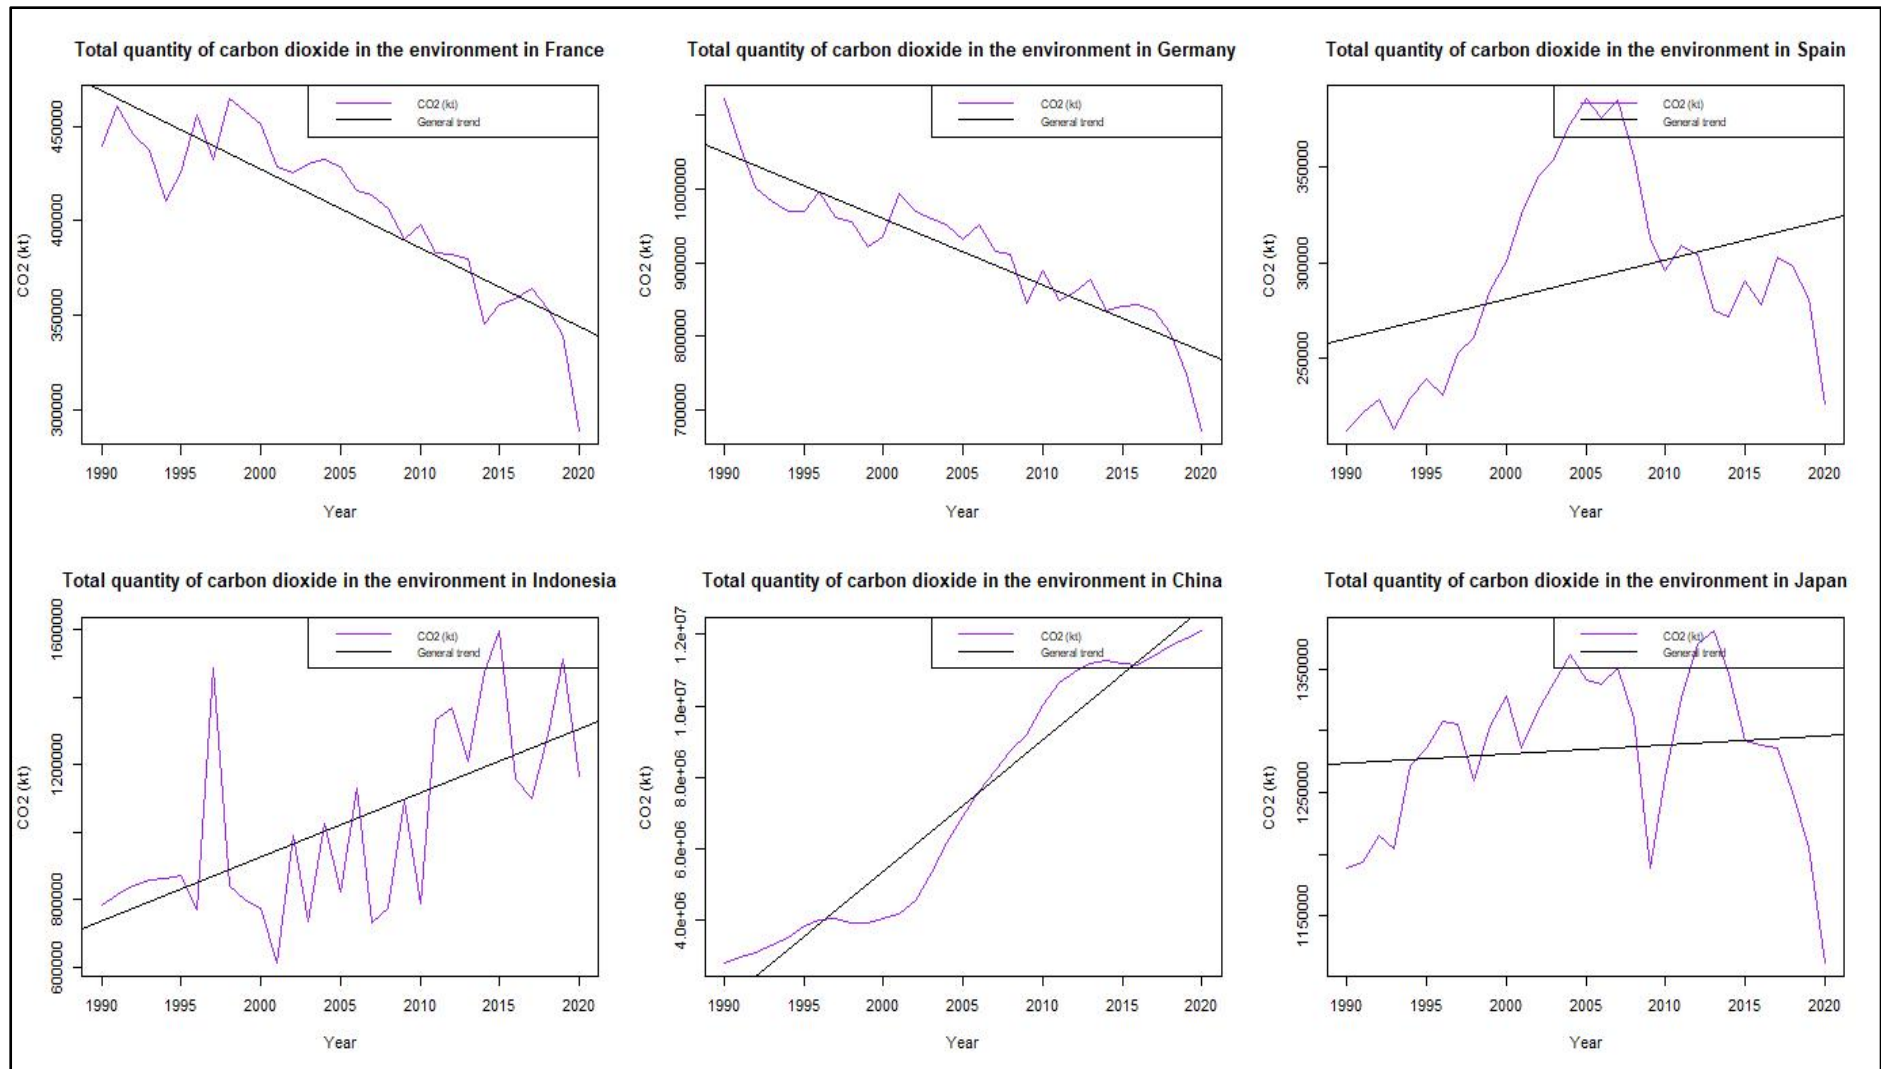 Total quantity of carbon dioxide in the environment in France
CO2 (kt)
General trend
450000
400000
350000
300000
CO2 (kt)
1990 1995 2000 2005 2010 2015 2020
Year
Total quantity of carbon dioxide in the environment in Germany
CO2 (kt)
General trend
1000000
900000
800000
700000
CO2 (kt)
1990 1995 2000 2005 2010 2015 2020
Year
Total quantity of carbon dioxide in the environment in Spain
CO2 (kt)
General trend
350000
300000
250000
CO2 (kt)
1990 1995 2000 2005 2010 2015 2020
Year
Total quantity of carbon dioxide in the environment in Indonesia
CO2 (kt)
General trend
1600000
1200000
800000
600000
CO2 (kt)
1990 1995 2000 2005 2010 2015 2020
Year
Total quantity of carbon dioxide in the environment in China
CO2 (kt)
General trend
1.2e+07
1.0e+07
8.0e+06
6.0e+06
4.0e+06
CO2 (kt)
1990 1995 2000 2005 2010 2015 2020
Year
Total quantity of carbon dioxide in the environment in Japan
CO2 (kt)
General trend
1350000
1250000
1150000
CO2 (kt)
1990 1995 2000 2005 2010 2015 2020
Year